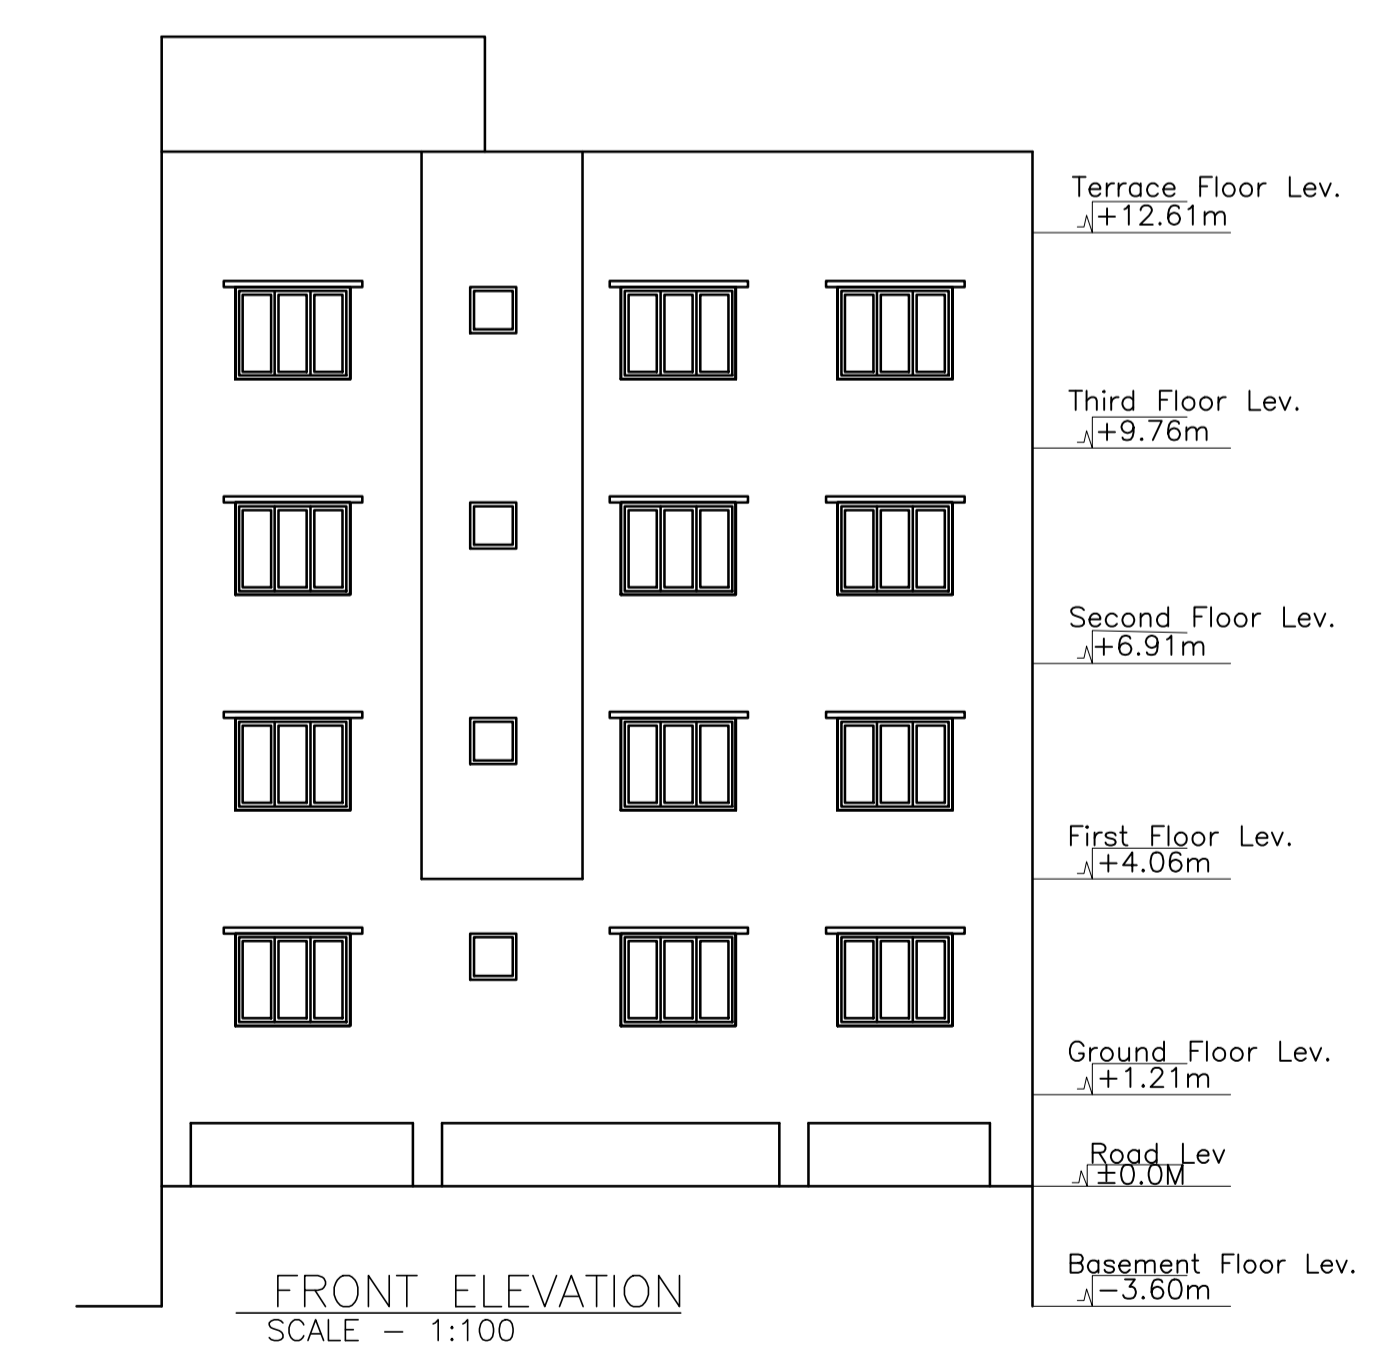 Terrace Floor Lev.
+12.61m
Third Floor Lev.
+9.76m
Second Floor Lev.
+6.91m
First Floor Lev.
+4.06m
Ground Floor Lev.
+1.21m
Road Lev
±0.0M
Basement Floor Lev.
−3.60m
FRONT ELEVATION
SCALE − 1:100